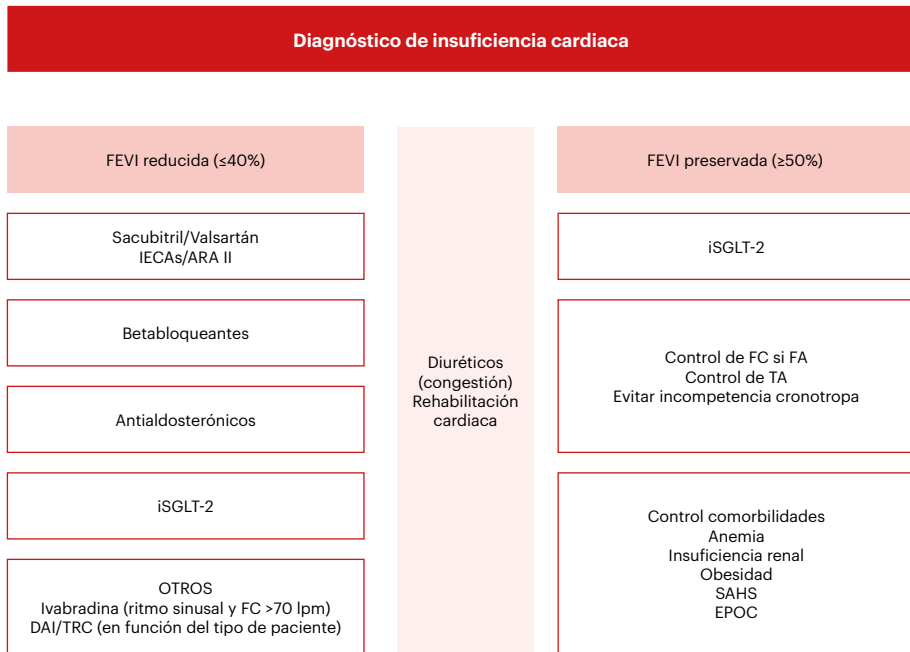 Diagnóstico de insuficiencia cardiaca
FEVI reducida (≤40%)
Sacubitril/Valsartán
IECAs/ARA II
Betabloqueantes
Antialdosterónicos
iSGLT-2
OTROS
Ivabradina (ritmo sinusal y FC >70 lpm)
DAI/TRC (en función del tipo de paciente)
Diuréticos
(congestión)
Rehabilitación
cardiaca
FEVI preservada (≥50%)
iSGLT-2
Control de FC si FA
Control de TA
Evitar incompetencia cronotropa
Control comorbilidades
Anemia
Insuficiencia renal
Obesidad
SAHS
EPOC